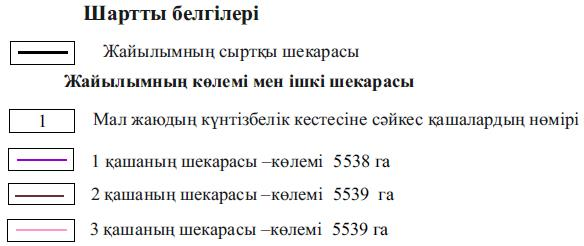 Шартты белгілері
Жайылымның сыртқы шекарасы
Жайылымның көлемі мен ішкі шекарасы
1 Мал жаюдың күнтізбелік кестесіне сәйкес қашалардың нөмірі
1 қашаның шекарасы –көлемі 5538 га
2 қашаның шекарасы –көлемі 5539 га
3 қашаның шекарасы –көлемі 5539 га